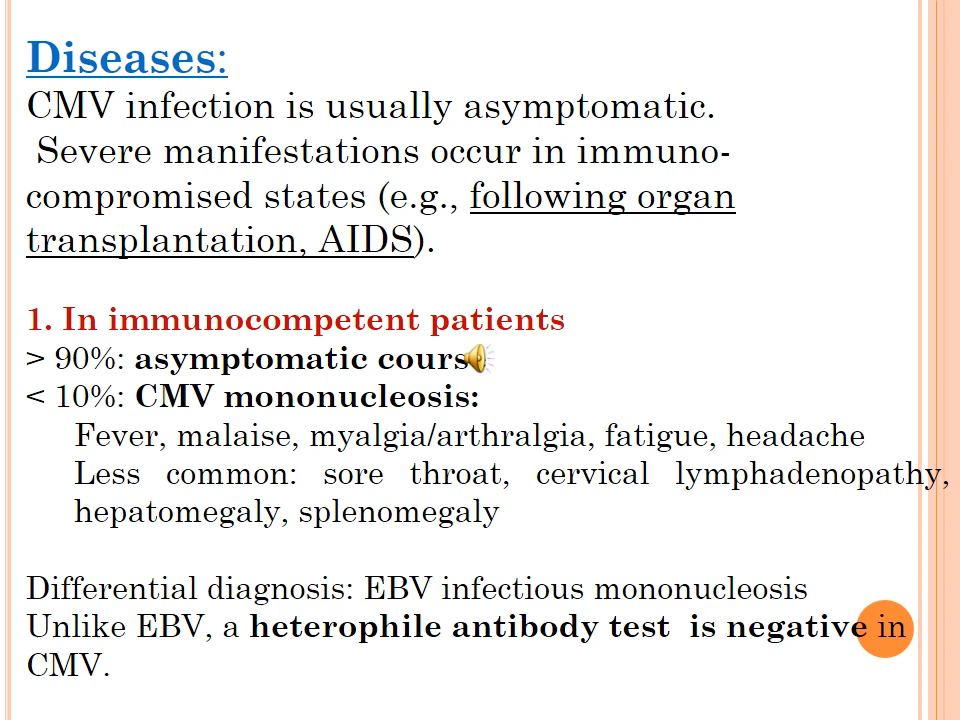 Diseases:
CMV infection is usually asymptomatic.
Severe manifestations occur in immuno-
compromised states (e.g., following organ
transplantation, AIDS).
1. In immunocompetent patients
> 90%: asymptomatic cours
< 10%: CMV mononucleosis:
Fever, malaise, myalgia/arthralgia, fatigue, headache
Less common: sore throat, cervical lymphadenopathy,
hepatomegaly, splenomegaly
Differential diagnosis: EBV infectious mononucleosis
Unlike EBV, a heterophile antibody test is negative in
CMV.